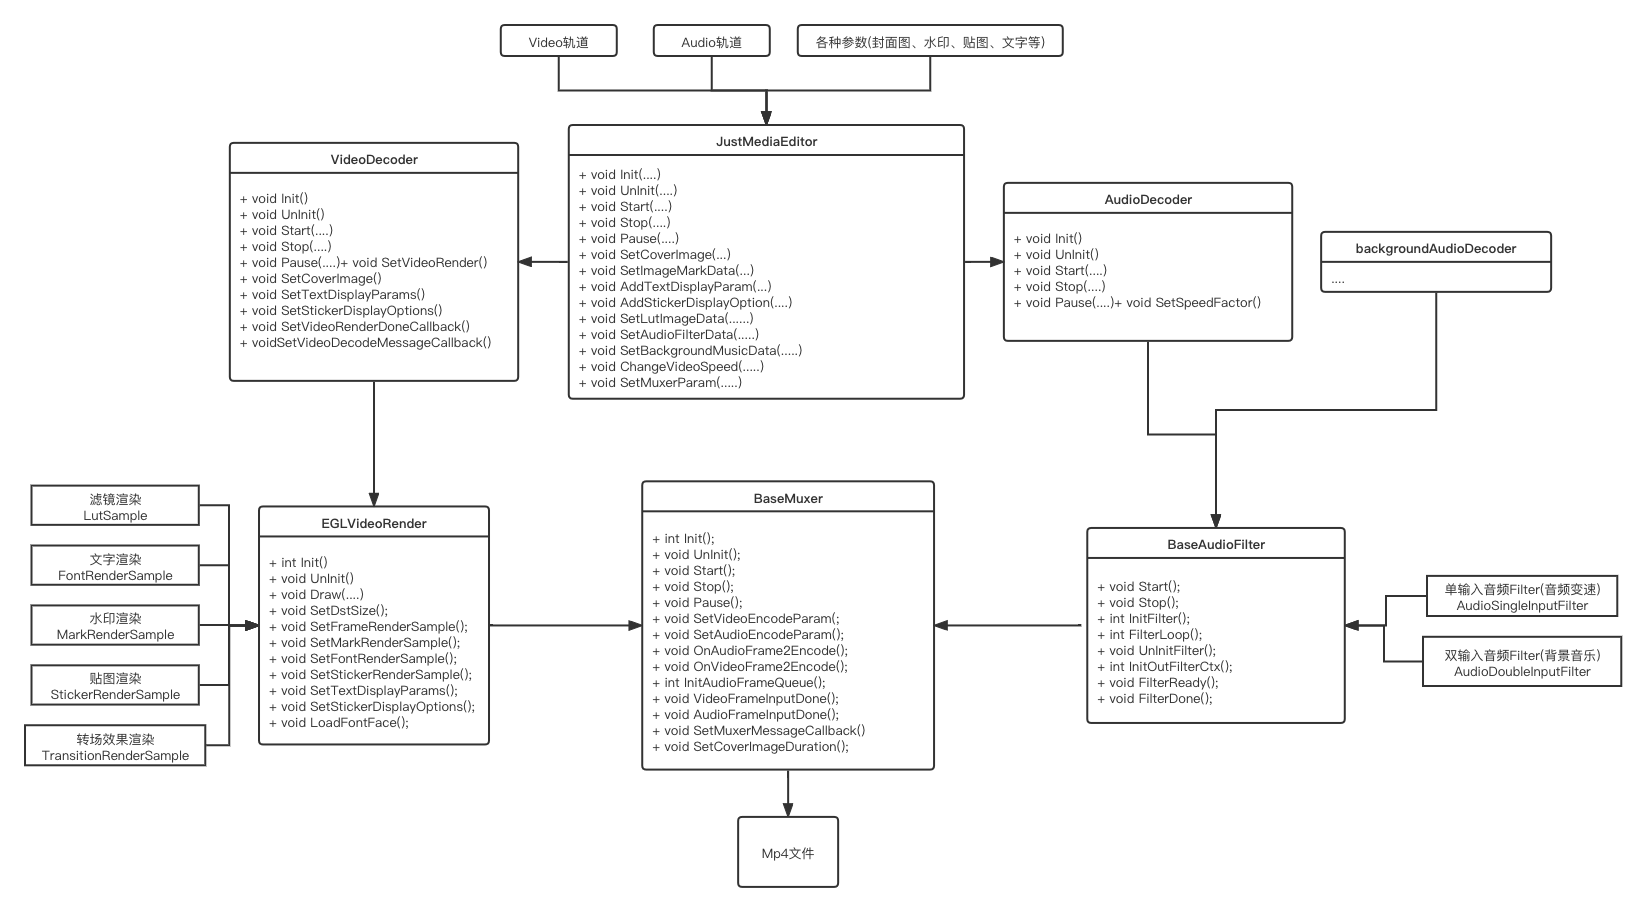 Video轨道
Audio轨道
各种参数(封面图、水印、贴图、文字等)
JustMediaEditor
+ void Init(....)
+ void UnInit(....)
+ void Start(....)
+ void Stop(....)
+ void Pause(....)
+ void SetCoverImage(...)
+ void SetImageMarkData(...)
+ void AddTextDisplayParam(...)
+ void AddStickerDisplayOption(....)
+ void SetLutImageData(......)
+ void SetAudioFilterData(.....)
+ void SetBackgroundMusicData(.....)
+ void ChangeVideoSpeed(.....)
+ void SetMuxerParam(.....)
VideoDecoder
+ void Init()
+ void UnInit()
+ void Start(....)
+ void Stop(....)
+ void Pause(....)+ void SetVideoRender()
+ void SetCoverImage()
+ void SetTextDisplayParams()
+ void SetStickerDisplayOptions()
+ void SetVideoRenderDoneCallback()
+ voidSetVideoDecodeMessageCallback()
AudioDecoder
+ void Init()
+ void UnInit()
+ void Start(....)
+ void Stop(....)
+ void Pause(....)+ void SetSpeedFactor()
backgroundAudioDecoder
....
滤镜渲染
LutSample
文字渲染
FontRenderSample
水印渲染
MarkRenderSample
贴图渲染
StickerRenderSample
转场效果渲染
TransitionRenderSample
EGLVideoRender
+ int Init()
+ void UnInit()
+ void Draw(....)
+ void SetDstSize();
+ void SetFrameRenderSample();
+ void SetMarkRenderSample();
+ void SetFontRenderSample();
+ void SetStickerRenderSample();
+ void SetTextDisplayParams();
+ void SetStickerDisplayOptions();
+ void LoadFontFace();
BaseMuxer
+ int Init();
+ void UnInit();
+ void Start();
+ void Stop();
+ void Pause();
+ void SetVideoEncodeParam(;
+ void SetAudioEncodeParam();
+ void OnAudioFrame2Encode();
+ void OnVideoFrame2Encode();
+ int InitAudioFrameQueue();
+ void VideoFrameInputDone();
+ void AudioFrameInputDone();
+ void SetMuxerMessageCallback()
+ void SetCoverImageDuration();
BaseAudioFilter
+ void Start();
+ void Stop();
+ int InitFilter();
+ int FilterLoop();
+ void UnInitFilter();
+ int InitOutFilterCtx();
+ void FilterReady();
+ void FilterDone();
单输入音频Filter(音频变速)
AudioSingleInputFilter
双输入音频Filter(背景音乐)
AudioDoubleInputFilter
Mp4文件